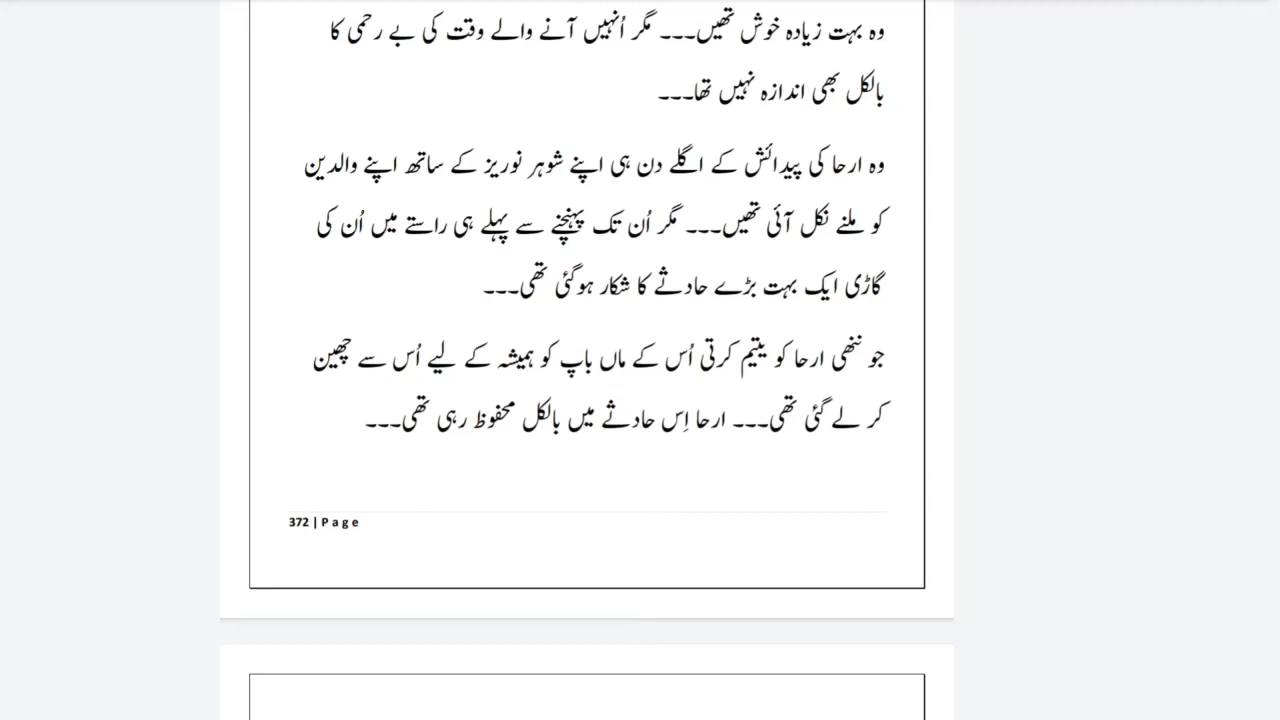 وہ بہت زیادہ خوش تھیں۔۔۔ مگر اُنہیں آنے والے وقت کی بے رحمی کا
بالکل بھی اندازہ نہیں تھا۔۔۔
وہ ارحا کی پیدائش کے اگلے دن ہی اپنے شوہر نوریز کے ساتھ اپنے والدین
کو ملنے نکل آئی تھیں۔۔۔ مگر اُن تک پہنچنے سے پہلے ہی راستے میں اُن کی
گاڑی ایک بہت بڑے حادثے کا شکار ہوگئی تھی۔۔۔
جو ننھی ارحا کو یتیم کرتی اُس کے ماں باپ کو ہمیشہ کے لیے اُس سے چھین
کر لے گئی تھی۔۔۔ ارحا اِس حادثے میں بالکل محفوظ رہی تھی۔۔۔
372 | P a g e